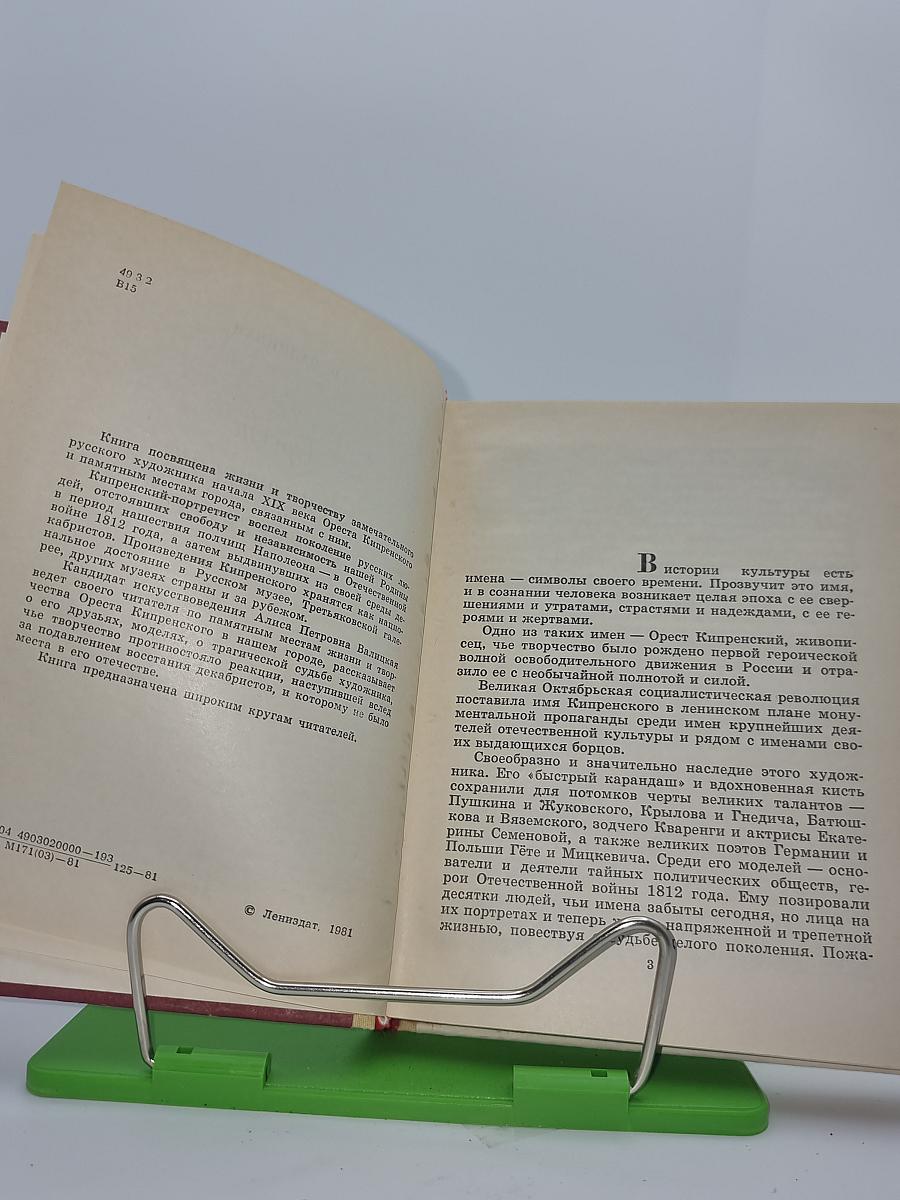 49 3 2
В15
Книга посвящена жизни и творчеству замечательного
русского художника начала XIX века Ореста Кипренского
и памятным местам города, связанным с ним.
Кипренский-портретист воспел поколение русских лю-
дей, отстоявших свободу и независимость нашей Родины
в период нашествия полчищ Наполеона — в Отечественной
войне 1812 года, а затем выдвинувших из своей среды де-
кабристов. Произведения Кипренского хранятся как нацио-
нальное достояние в Русском музее, Третьяковской гале-
рее, других музеях страны и за рубежом.
Кандидат искусствоведения Алиса Петровна Валицкая
ведет своего читателя по памятным местам жизни и твор-
чества Ореста Кипренского в нашем городе, рассказывает
о его друзьях, моделях, о трагической судьбе художника,
чье творчество противостояло реакции, наступившей вслед
за подавлением восстания декабристов, и которому не было
места в его отечестве.
Книга предназначена широким кругам читателей.
04 4903020000—193
М171(03)—81
125—81
© Лениздат, 1981
В истории культуры есть
имена — символы своего времени. Прозвучит это имя,
и в сознании человека возникает целая эпоха с ее свер-
шениями и утратами, страстями и надеждами, с ее ге-
роями и жертвами.
Одно из таких имен — Орест Кипренский, живопи-
сец, чье творчество было рождено первой героической
волной освободительного движения в России и отра-
зило ее с необычайной полнотой и силой.
Великая Октябрьская социалистическая революция
поставила имя Кипренского в ленинском плане мону-
ментальной пропаганды среди имен крупнейших дея-
телей отечественной культуры и рядом с именами сво-
их выдающихся борцов.
Своеобразно и значительно наследие этого худож-
ника. Его «быстрый карандаш» и вдохновенная кисть
сохранили для потомков черты великих талантов —
Пушкина и Жуковского, Крылова и Гнедича, Батюш-
кова и Вяземского, зодчего Кваренги и актрисы Екате-
рины Семеновой, а также великих поэтов Германии и
Польши Гёте и Мицкевича. Среди его моделей — осно-
ватели и деятели тайных политических обществ, ге-
рои Отечественной войны 1812 года. Ему позировали
десятки людей, чьи имена забыты сегодня, но лица на
их портретах и теперь напряженной и трепетной
жизнью, повествуя судьбе целого поколения. Пожа-
3